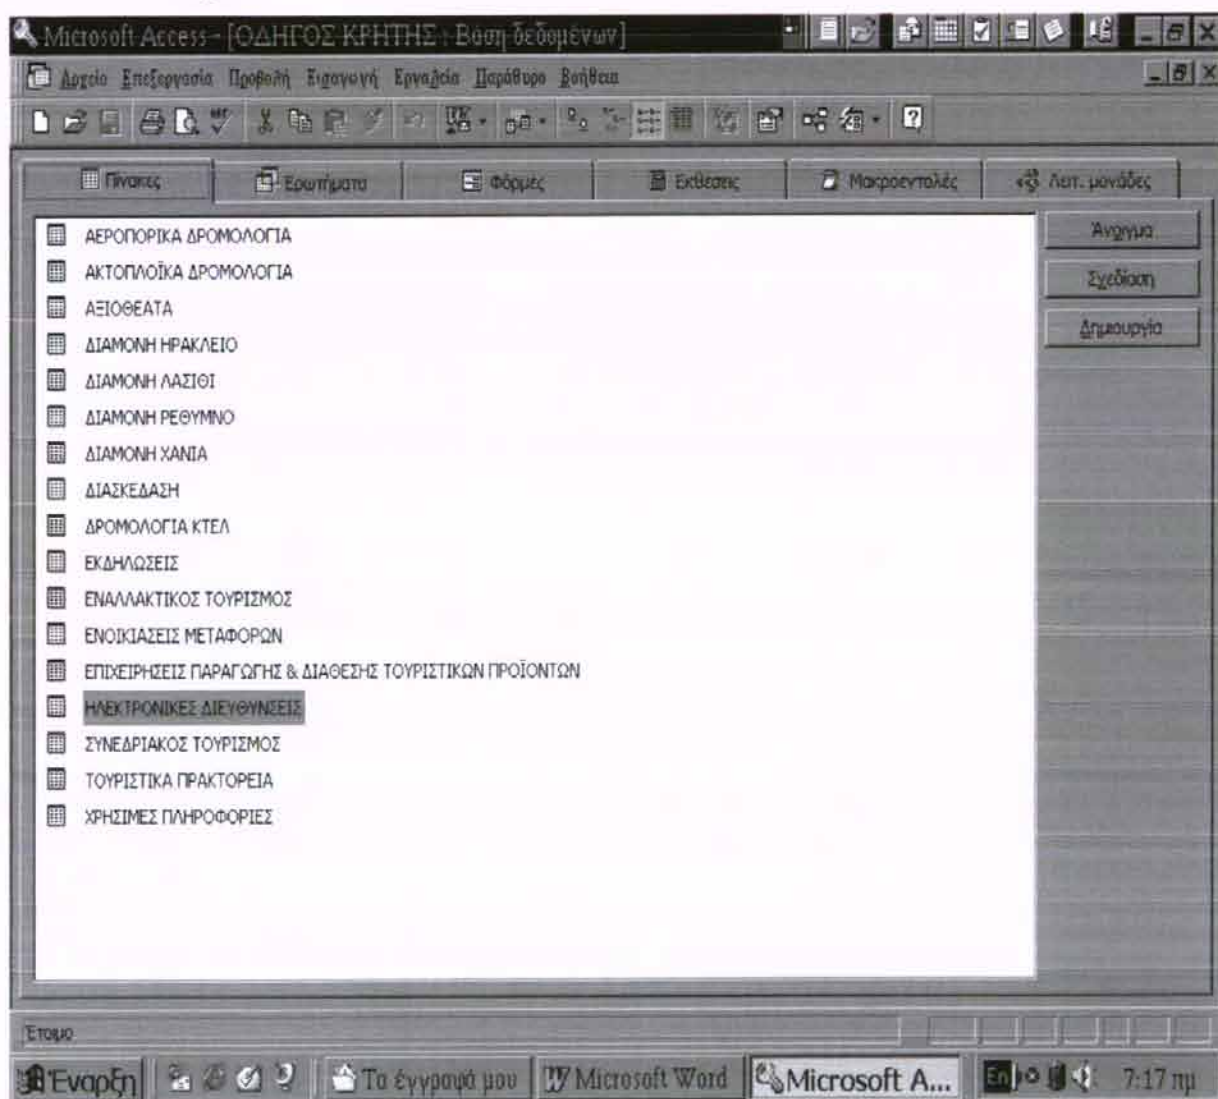 Microsoft Access - [ΟΔΗΓΟΣ ΚΡΗΤΗΣ : Βάση δεδομένων]
Αρχείο Επεξεργασία Προβολή Εισαγωγή Εργαλεία Παράθυρο Βοήθεια
Πίνακες Ερωτήματα Φόρμες Εκθέσεις Μακροεντολές Λειτ. μονάδες
ΑΕΡΟΠΟΡΙΚΑ ΔΡΟΜΟΛΟΓΙΑ
Άνοιγμα
ΑΚΤΟΠΛΟΪΚΑ ΔΡΟΜΟΛΟΓΙΑ
Σχεδίαση
ΑΞΙΟΘΕΑΤΑ
Δημιουργία
ΔΙΑΜΟΝΗ ΗΡΑΚΛΕΙΟ
ΔΙΑΜΟΝΗ ΛΑΣΙΘΙ
ΔΙΑΜΟΝΗ ΡΕΘΥΜΝΟ
ΔΙΑΜΟΝΗ ΧΑΝΙΑ
ΔΙΑΣΚΕΔΑΣΗ
ΔΡΟΜΟΛΟΓΙΑ ΚΤΕΛ
ΕΚΔΗΛΩΣΕΙΣ
ΕΝΑΛΛΑΚΤΙΚΟΣ ΤΟΥΡΙΣΜΟΣ
ΕΝΟΙΚΙΑΣΕΙΣ ΜΕΤΑΦΟΡΩΝ
ΕΠΙΧΕΙΡΗΣΕΙΣ ΠΑΡΑΓΩΓΗΣ & ΔΙΑΘΕΣΗΣ ΤΟΥΡΙΣΤΙΚΩΝ ΠΡΟΪΟΝΤΩΝ
ΗΛΕΚΤΡΟΝΙΚΕΣ ΔΙΕΥΘΥΝΣΕΙΣ
ΣΥΝΕΔΡΙΑΚΟΣ ΤΟΥΡΙΣΜΟΣ
ΤΟΥΡΙΣΤΙΚΑ ΠΡΑΚΤΟΡΕΙΑ
ΧΡΗΣΙΜΕΣ ΠΛΗΡΟΦΟΡΙΕΣ
Έτοιμο
Έναρξη Τα έγγραφά μου Microsoft Word Microsoft A... En 7:17 πμ